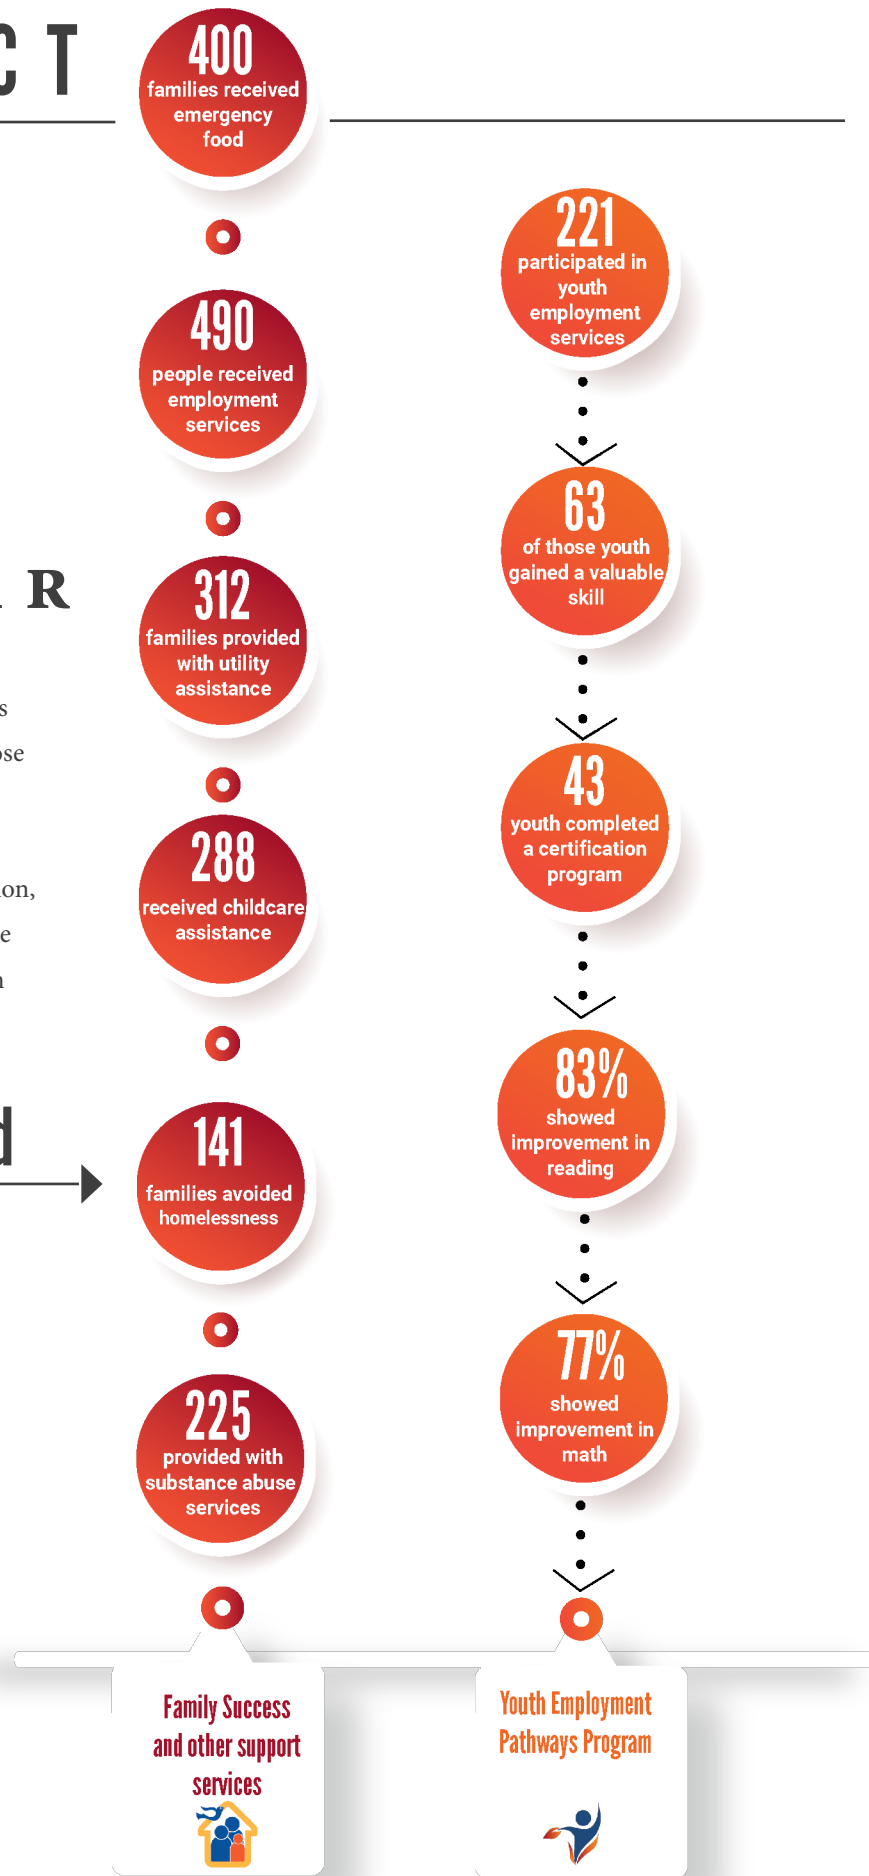 CT
400
families received
emergency
food
490
people received
employment
services
312
families provided
with utility
assistance
288
received childcare
assistance
141
families avoided
homelessness
225
provided with
substance abuse
services
Family Success
and other support
services
221
participated in
youth
employment
services
63
of those youth
gained a valuable
skill
43
youth completed
a certification
program
83%
showed
improvement in
reading
77%
showed
improvement in
math
Youth Employment
Pathways Program
R